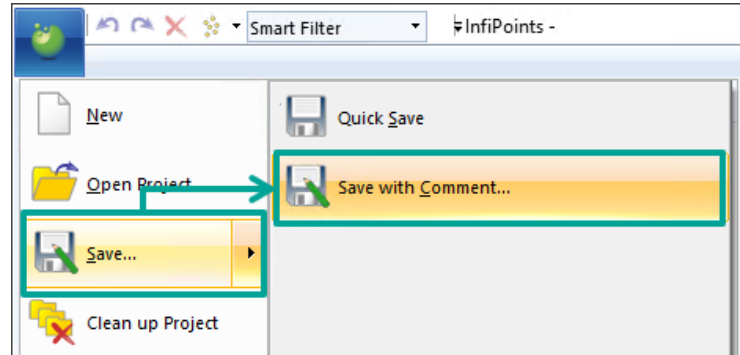 Smart Filter
InfiPoints -
New
Open Project
Save...
Clean up Project
Quick Save
Save with Comment...